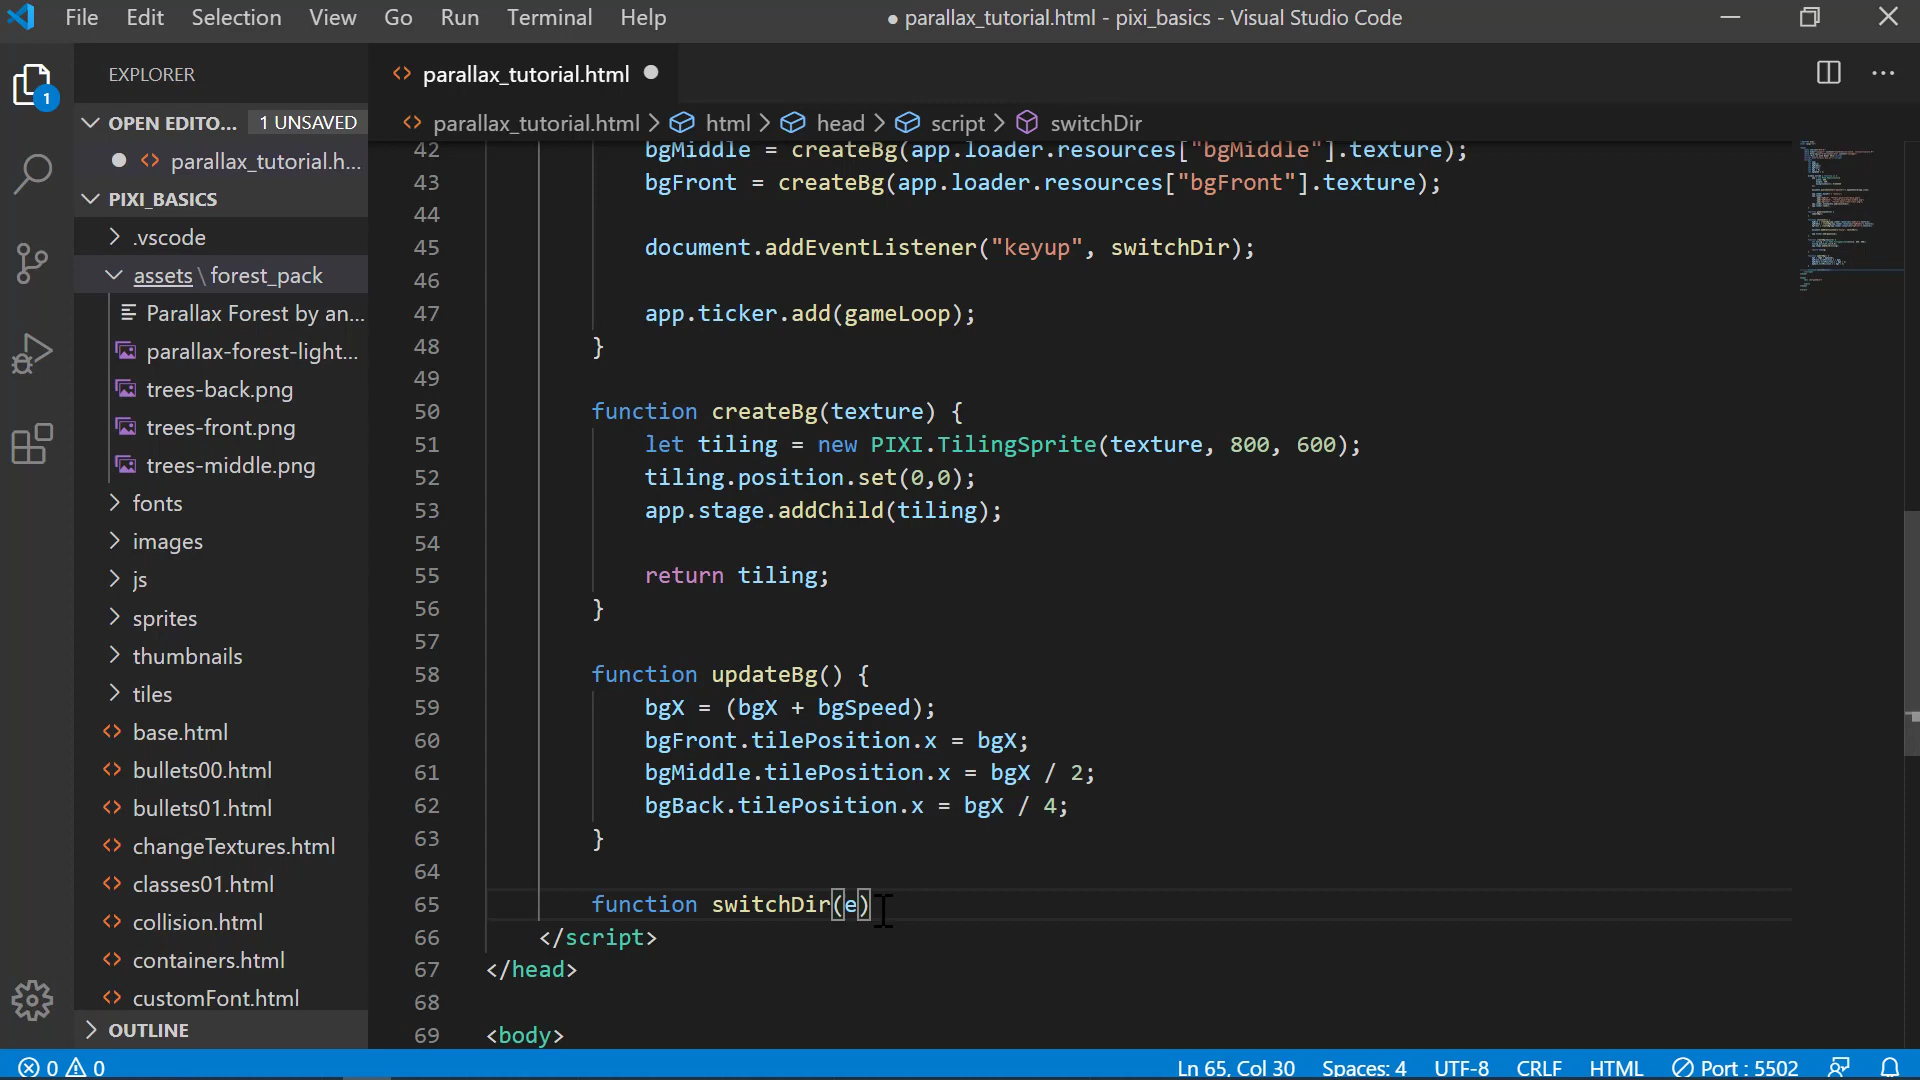 File Edit Selection View Go Run Terminal Help
● parallax_tutorial.html - pixi_basics - Visual Studio Code
EXPLORER
1
OPEN EDITO... 1 UNSAVED
parallax_tutorial.h...
PIXI_BASICS
.vscode
assets \ forest_pack
Parallax Forest by an...
parallax-forest-light...
trees-back.png
trees-front.png
trees-middle.png
fonts
images
js
sprites
thumbnails
tiles
base.html
bullets00.html
bullets01.html
changeTextures.html
classes01.html
collision.html
containers.html
customFont.html
OUTLINE
parallax_tutorial.html
parallax_tutorial.html > html > head > script > switchDir
42 bgMiddle = createBg(app.loader.resources["bgMiddle"].texture);
43 bgFront = createBg(app.loader.resources["bgFront"].texture);
44
45 document.addEventListener("keyup", switchDir);
46
47 app.ticker.add(gameLoop);
48 }
49
50 function createBg(texture) {
51 let tiling = new PIXI.TilingSprite(texture, 800, 600);
52 tiling.position.set(0,0);
53 app.stage.addChild(tiling);
54
55 return tiling;
56 }
57
58 function updateBg() {
59 bgX = (bgX + bgSpeed);
60 bgFront.tilePosition.x = bgX;
61 bgMiddle.tilePosition.x = bgX / 2;
62 bgBack.tilePosition.x = bgX / 4;
63 }
64
65 function switchDir(e)
66 </script>
67 </head>
68
69 <body>
0 0 Ln 65, Col 30 Spaces: 4 UTF-8 CRLF HTML Port : 5502